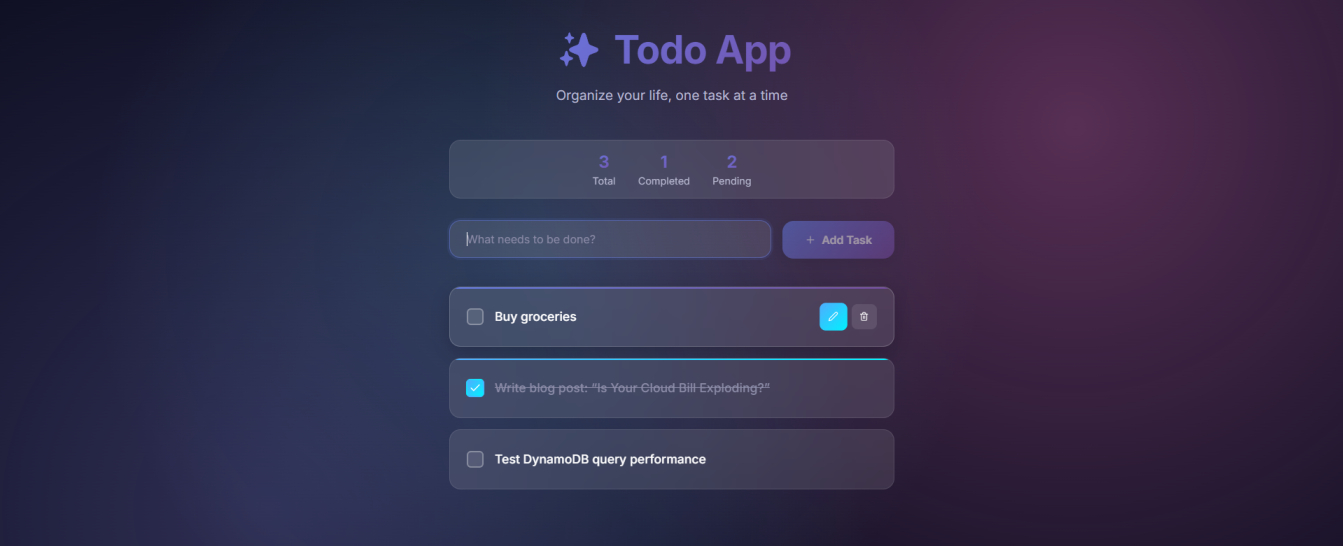 Todo App
Organize your life, one task at a time
3 1 2
Total Completed Pending
What needs to be done? + Add Task
Buy groceries
Write blog post: “Is Your Cloud Bill Exploding?”
Test DynamoDB query performance